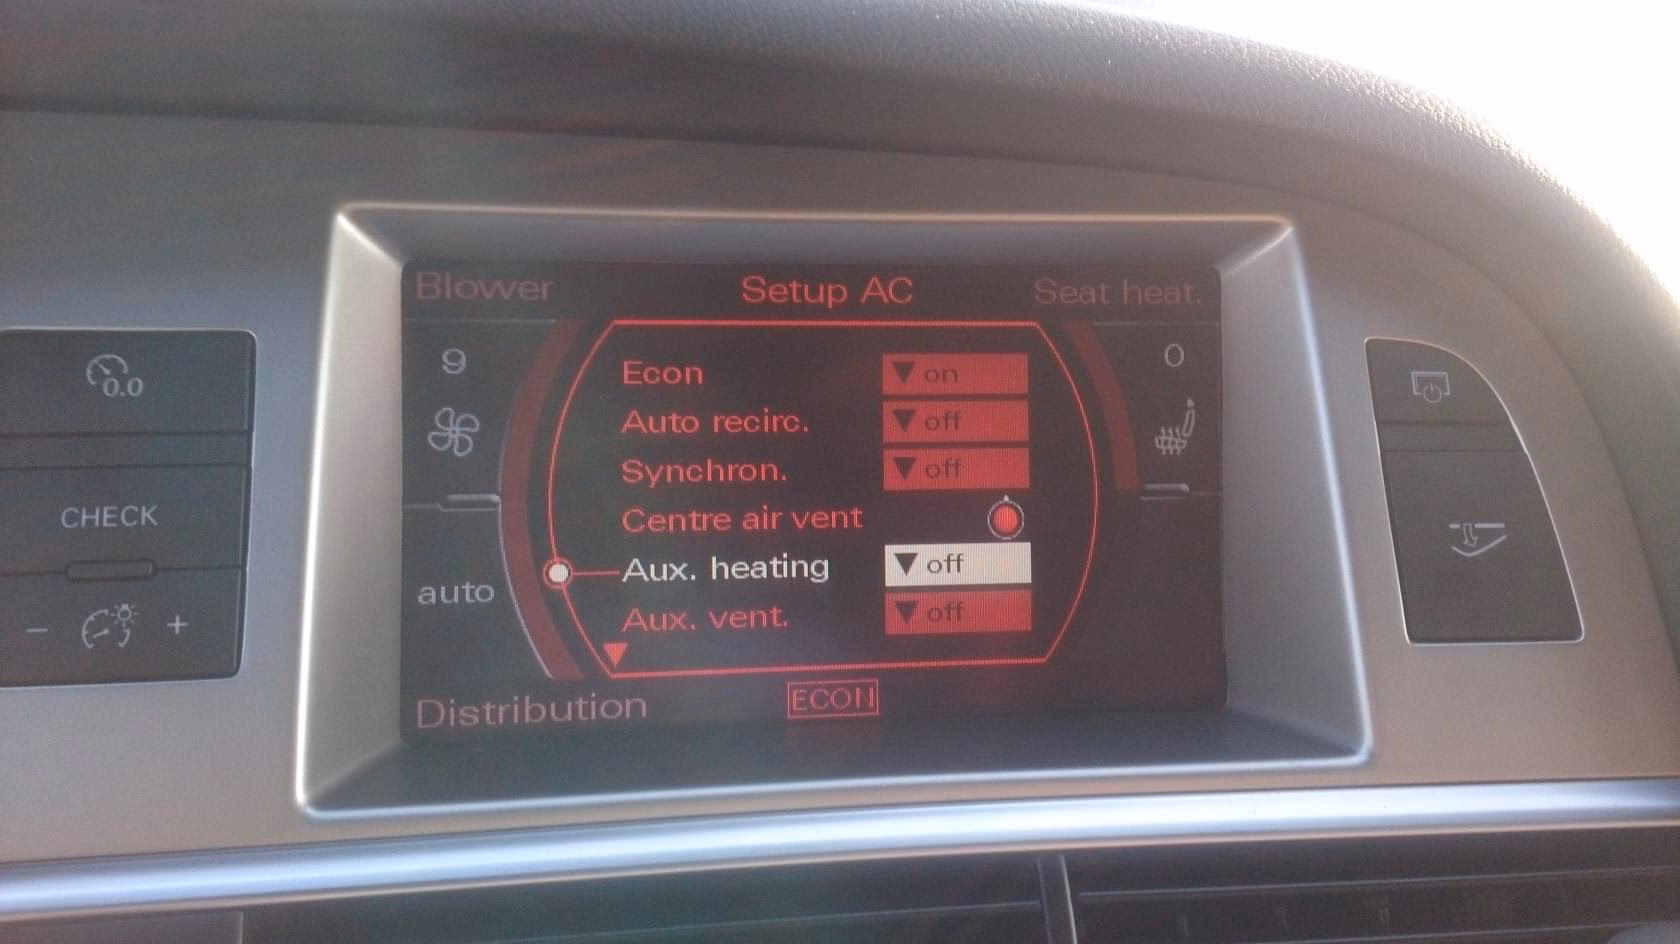 Blower Setup AC Seat heat.
0.0
9
0
Econ on
Auto recirc. off
Synchron. off
Centre air vent
CHECK
Aux. heating off
auto
Aux. vent. off
− +
Distribution ECON